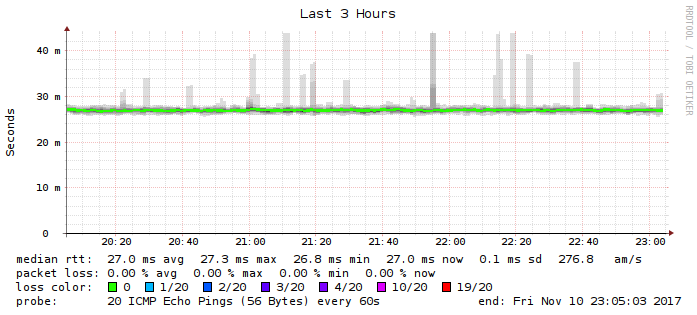 Last 3 Hours
RRDTOOL / TOBI OETIKER
Seconds
40 m
30 m
20 m
10 m
0
20:20 20:40 21:00 21:20 21:40 22:00 22:20 22:40 23:00
median rtt: 27.0 ms avg 27.3 ms max 26.8 ms min 27.0 ms now 0.1 ms sd 276.8 am/s
packet loss: 0.00 % avg 0.00 % max 0.00 % min 0.00 % now
loss color: 0 1/20 2/20 3/20 4/20 10/20 19/20
probe: 20 ICMP Echo Pings (56 Bytes) every 60s end: Fri Nov 10 23:05:03 2017